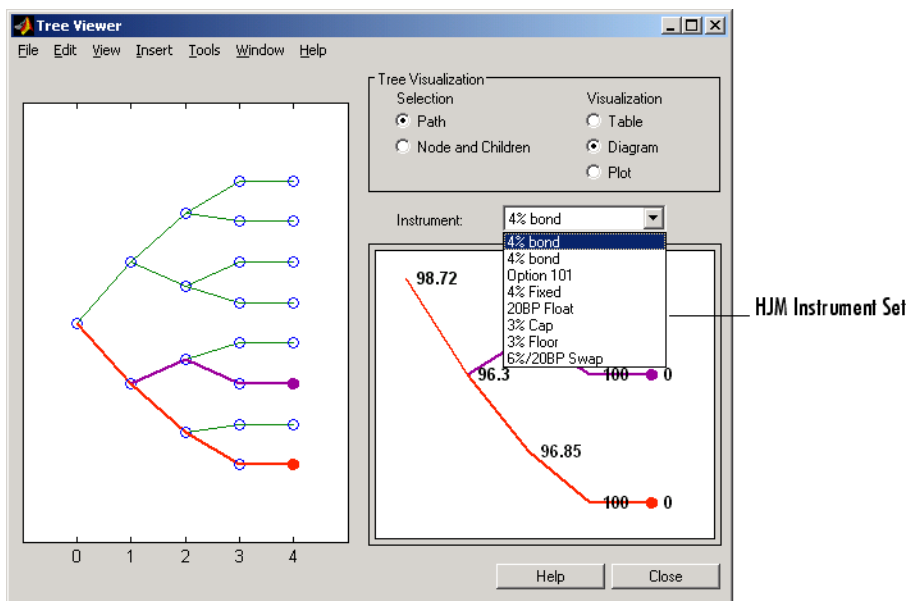 Tree Viewer
File Edit View Insert Tools Window Help
Tree Visualization
Selection
Visualization
Path
Table
Node and Children
Diagram
Plot
Instrument:
4% bond
4% bond
4% bond
Option 101
4% Fixed
20BP Float
3% Cap
3% Floor
6%/20BP Swap
HJM Instrument Set
98.72
96.3
100 0
96.85
100 0
0 1 2 3 4
Help
Close